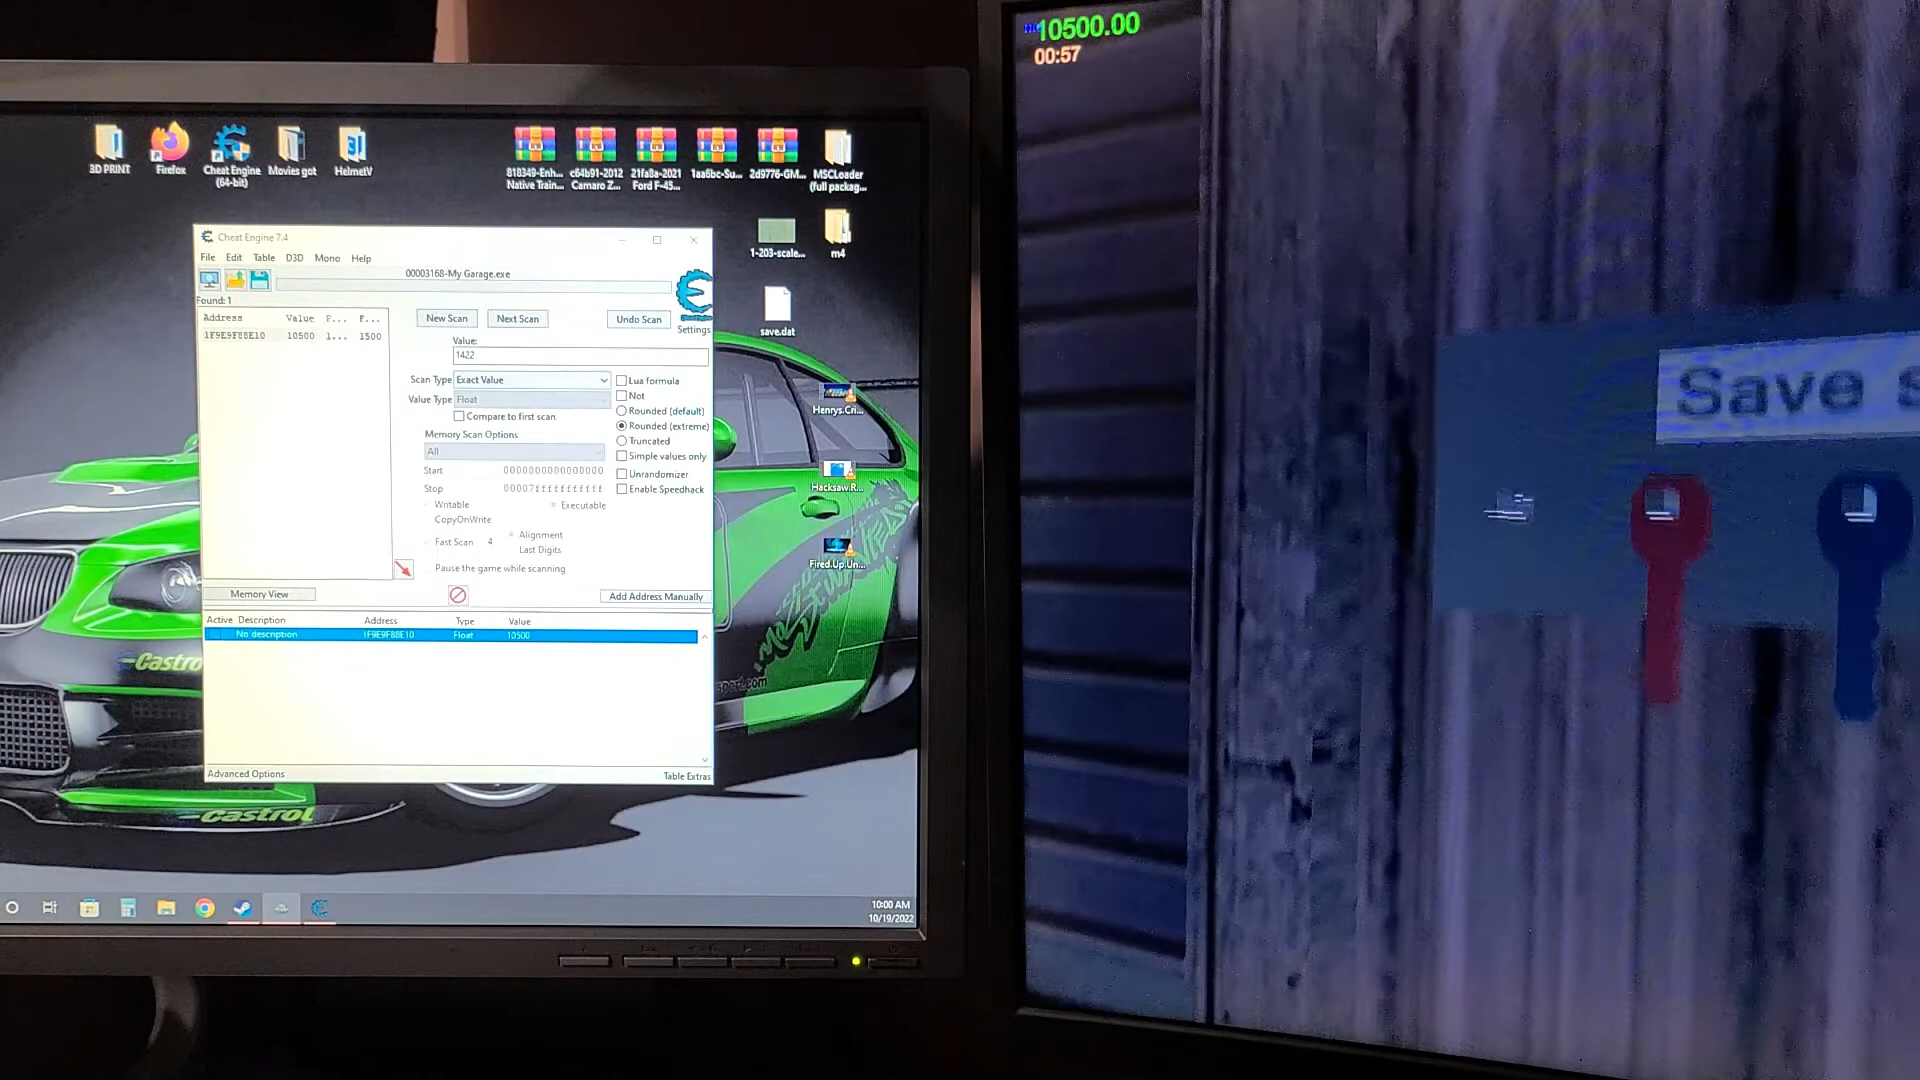 3D PRINT
Firefox
Cheat Engine
(64-bit)
Movies got
HelmetV
818349-Enh...
Native Train...
c64b91-2012
Camaro Z...
21fa8a-2021
Ford F-45...
1aa6bc-Su...
2d9776-GM...
MSCLoader
(full packag...
1-203-scale...
m4
save.dat
Henrys.Cri...
Hacksaw.R...
Fired.Up.Un...
Cheat Engine 7.4
File Edit Table D3D Mono Help
00003168-My Garage.exe
Found: 1
Address Value P... F...
1F9E9F88E10 10500 1... 1500
New Scan Next Scan Undo Scan
Settings
Value:
1422
Scan Type Exact Value
Value Type Float
Compare to first scan
Lua formula
Not
Rounded (default)
Rounded (extreme)
Truncated
Simple values only
Unrandomizer
Enable Speedhack
Memory Scan Options
All
Start 0000000000000000
Stop 00007fffffffffff
Writable Executable
CopyOnWrite
Fast Scan 4 Alignment
Last Digits
Pause the game while scanning
Memory View
Add Address Manually
Active Description Address Type Value
No description 1F9E9F88E10 Float 10500
Advanced Options Table Extras
Castrol
Castrol
10:00 AM
10/19/2022
10500.00
00:57
Save s